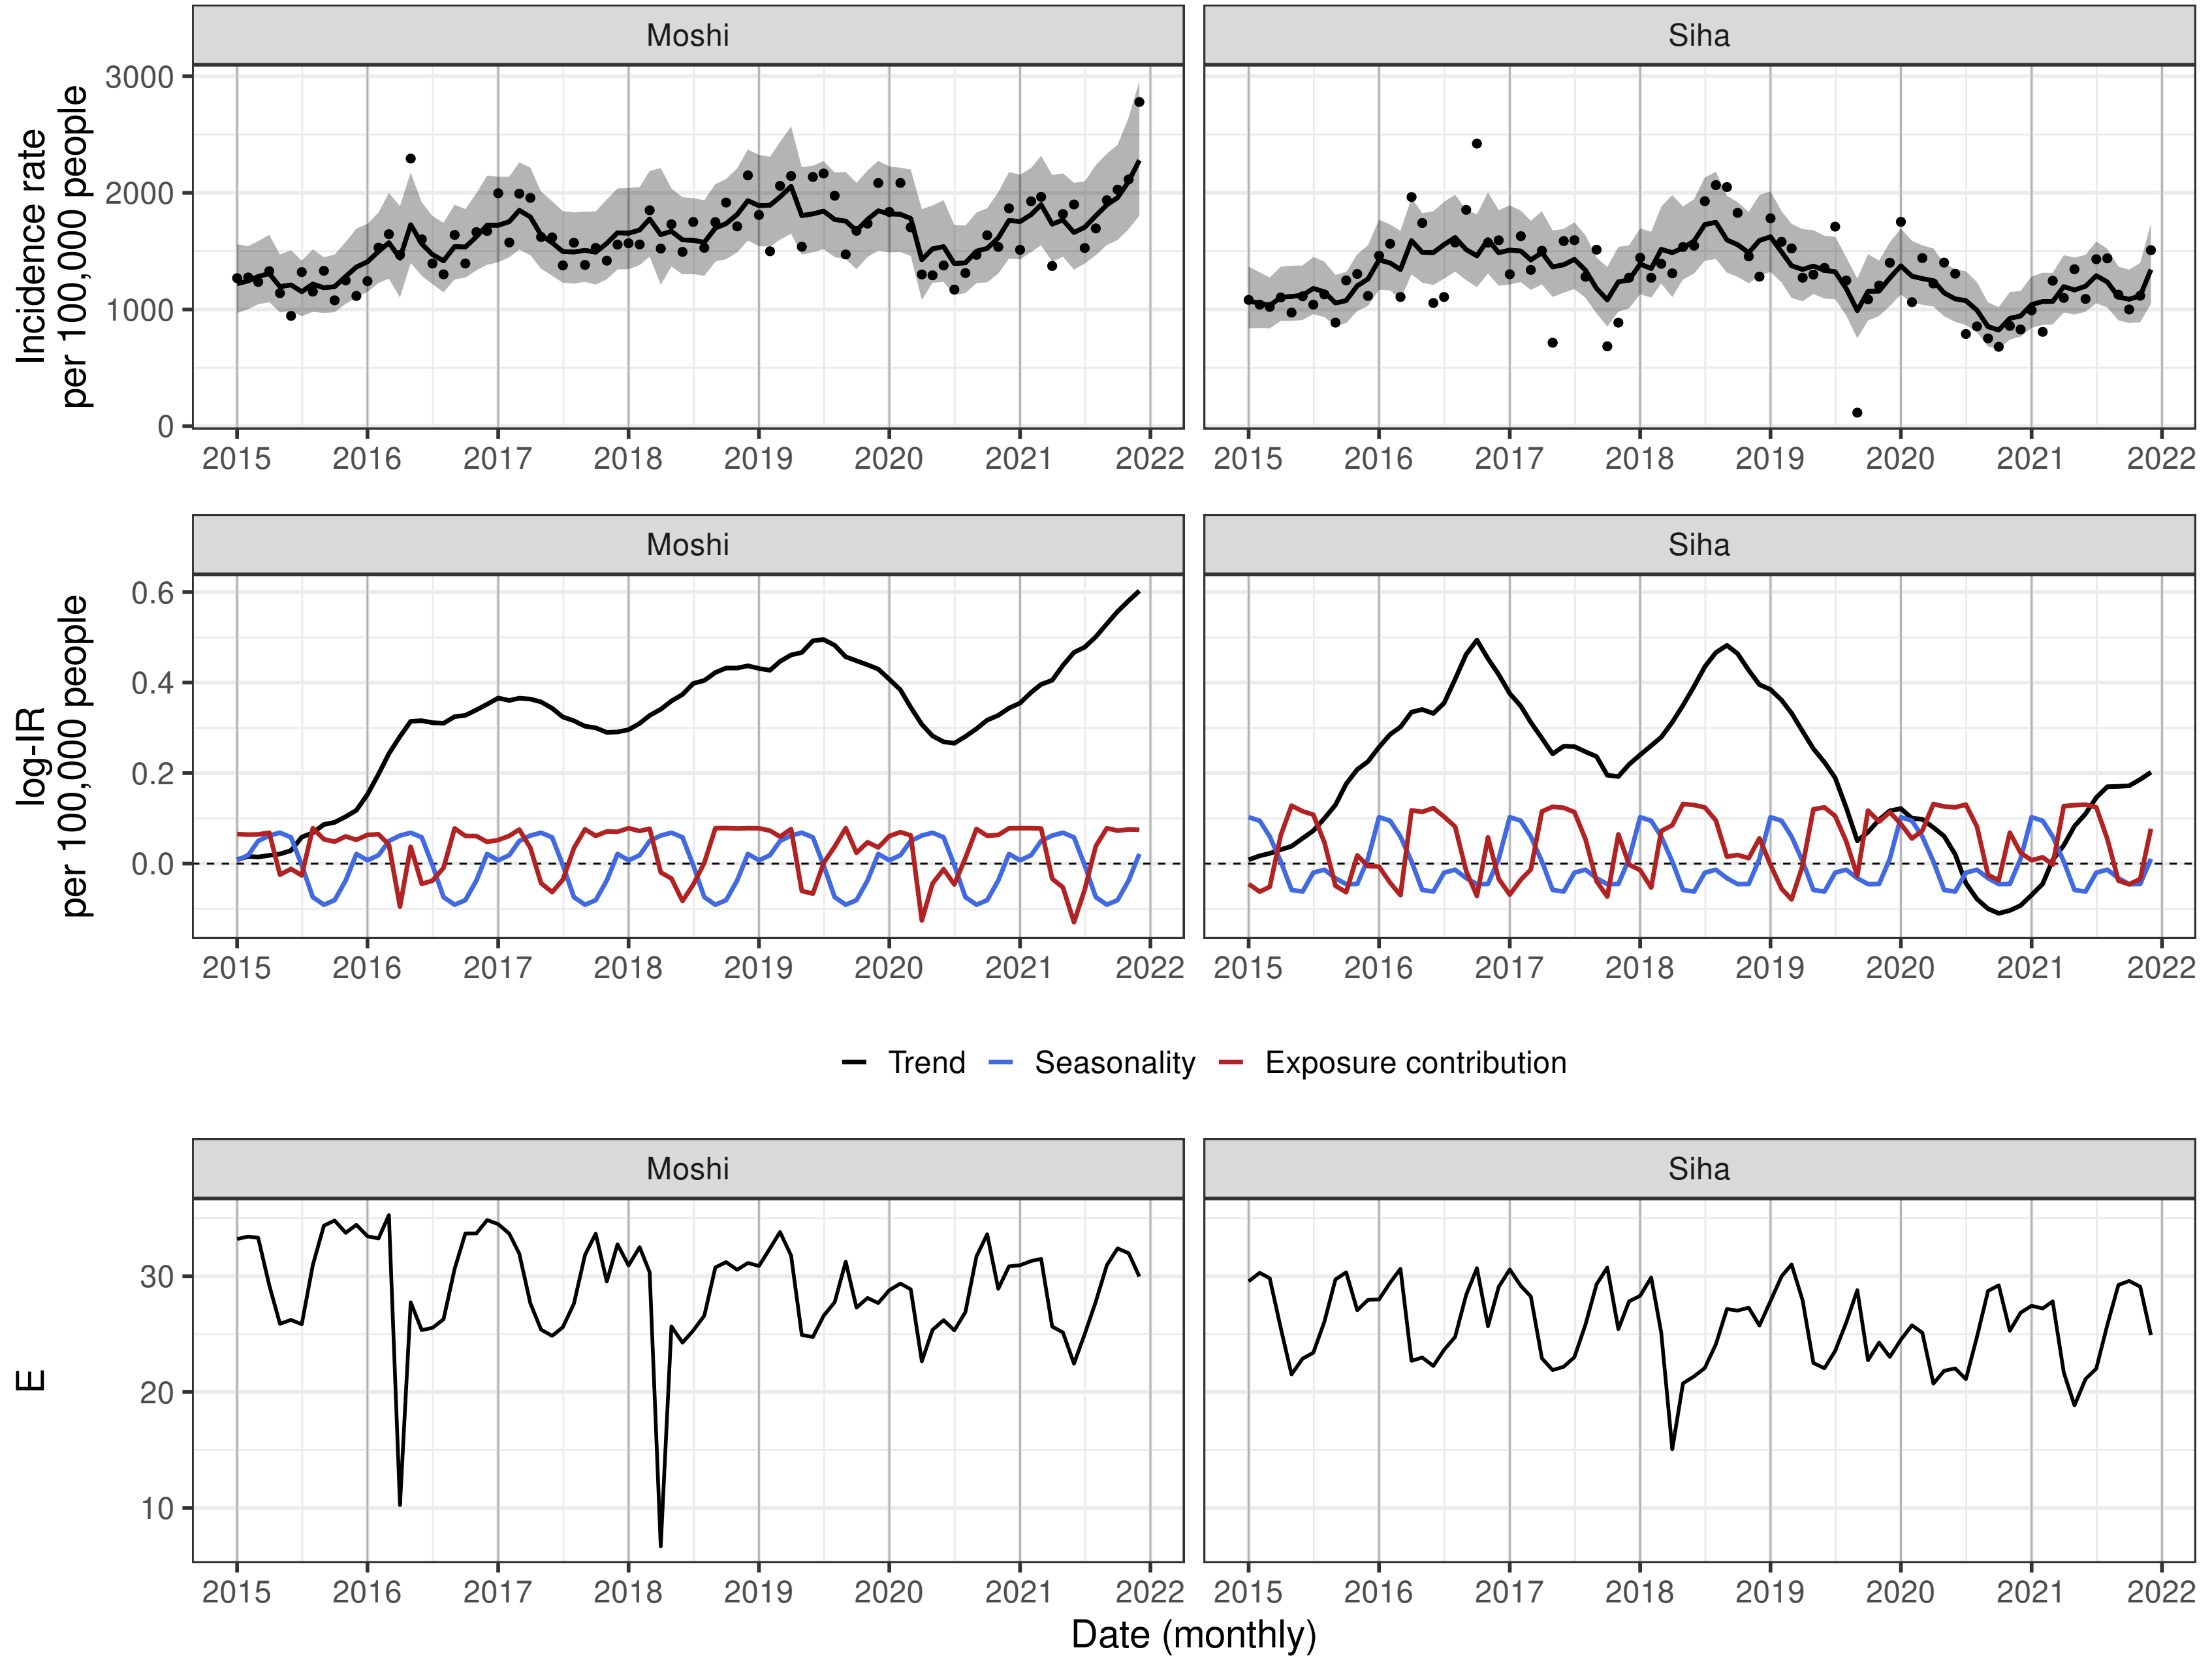 Moshi Siha
Incidence rate
per 100,000 people
3000
2000
1000
0
2015 2016 2017 2018 2019 2020 2021 2022 2015 2016 2017 2018 2019 2020 2021 2022
Moshi Siha
log-IR
per 100,000 people
0.6
0.4
0.2
0.0
2015 2016 2017 2018 2019 2020 2021 2022 2015 2016 2017 2018 2019 2020 2021 2022
Trend Seasonality Exposure contribution
Moshi Siha
E
30
20
10
2015 2016 2017 2018 2019 2020 2021 2022 2015 2016 2017 2018 2019 2020 2021 2022
Date (monthly)